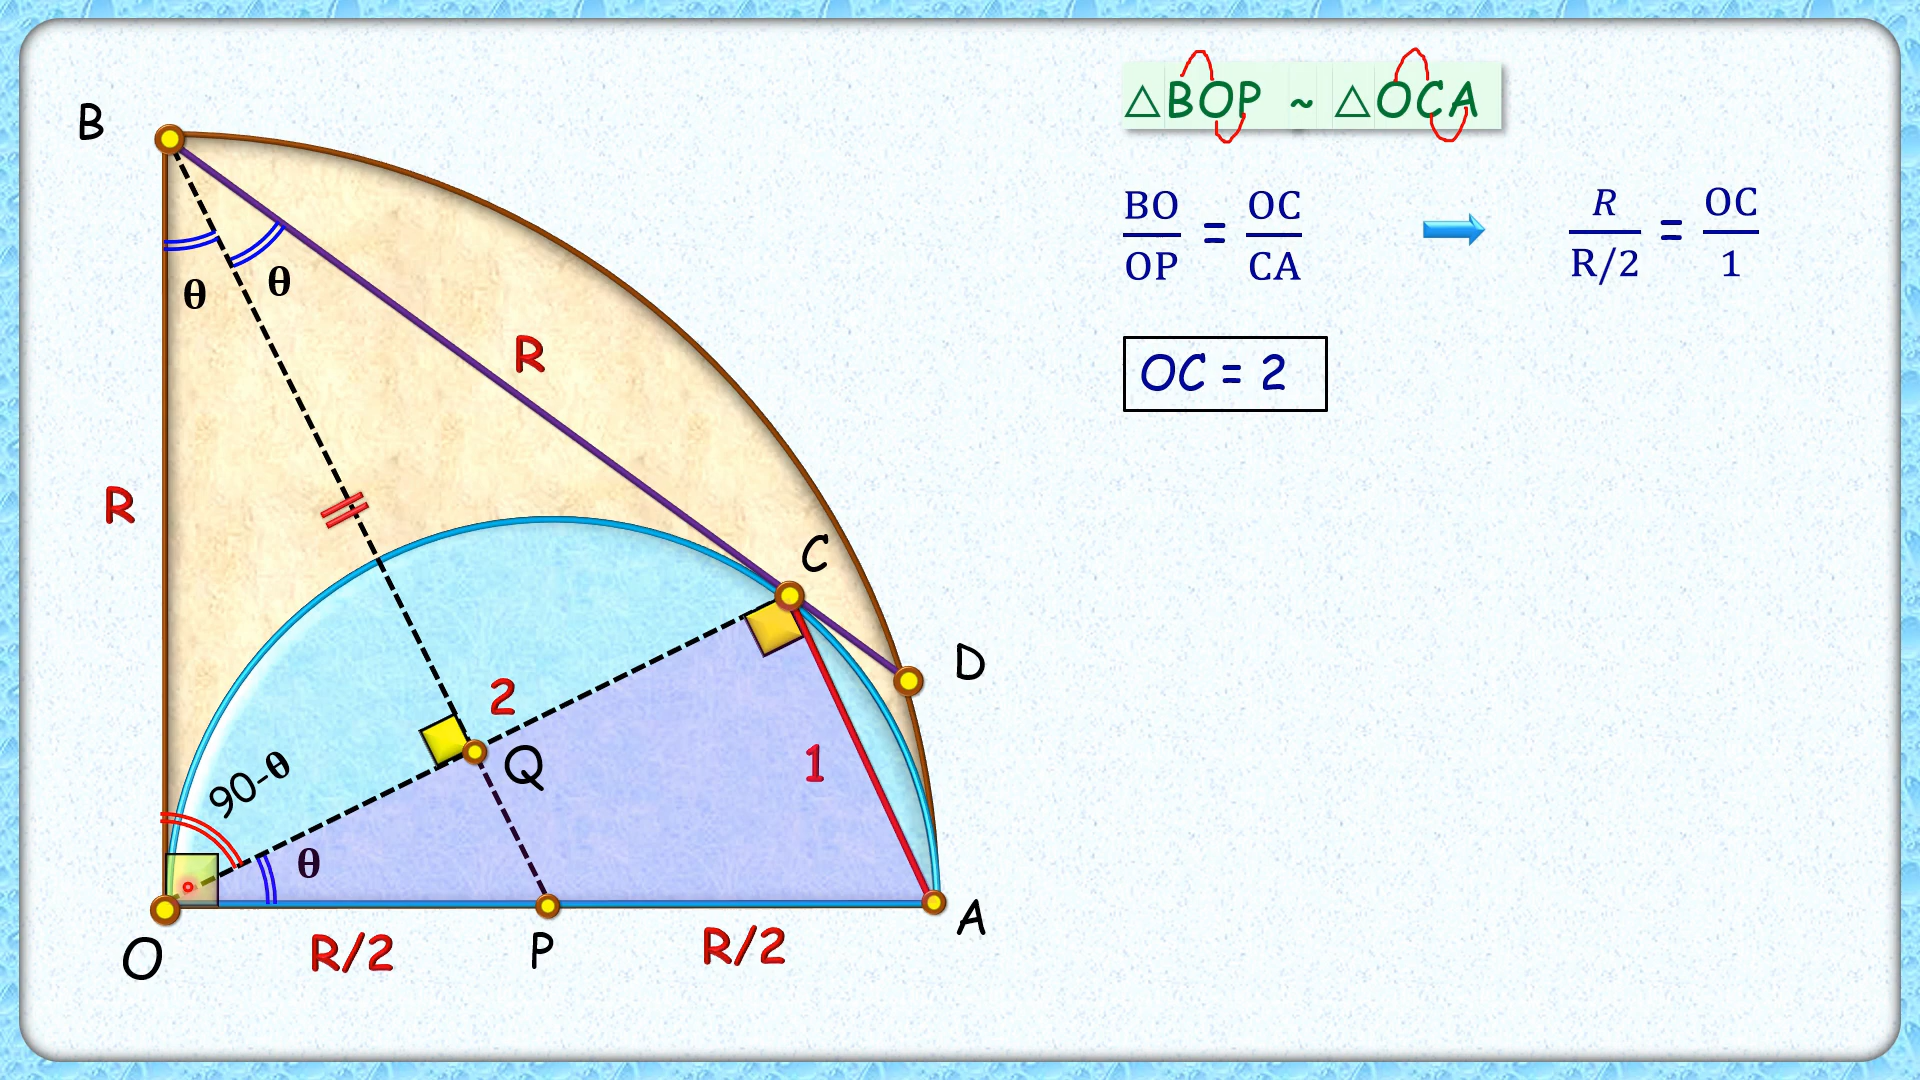 △BOP ~ △OCA
BO/OP = OC/CA ➡ R/(R/2) = OC/1
OC = 2
B
θ
θ
R
R
C
D
2
Q
1
90-θ
θ
O
R/2
P
R/2
A